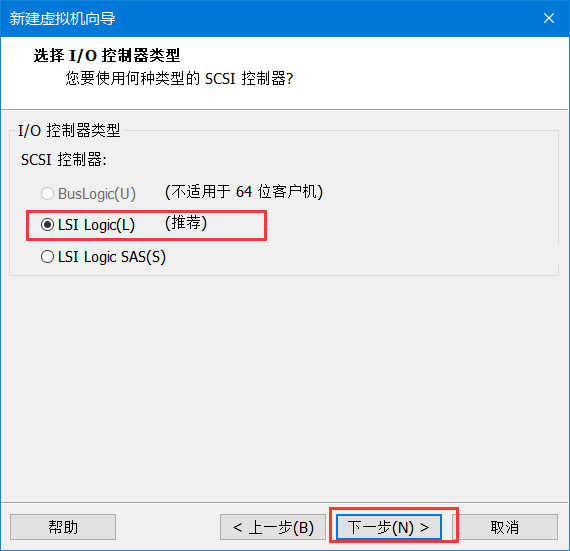 新建虚拟机向导
选择 I/O 控制器类型
您要使用何种类型的 SCSI 控制器?
I/O 控制器类型
SCSI 控制器:
BusLogic(U) (不适用于 64 位客户机)
LSI Logic(L) (推荐)
LSI Logic SAS(S)
帮助 < 上一步(B) 下一步(N) > 取消